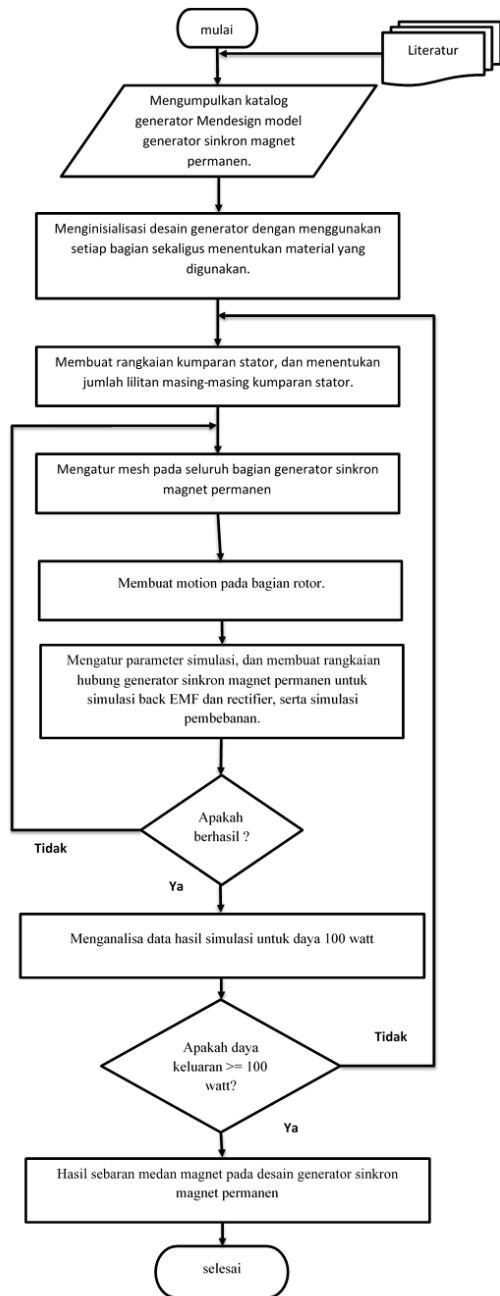 mulai
Literatur
Mengumpulkan katalog
generator Mendesign model
generator sinkron magnet
permanen.
Menginisialisasi desain generator dengan menggunakan
setiap bagian sekaligus menentukan material yang
digunakan.
Membuat rangkaian kumparan stator, dan menentukan
jumlah lilitan masing-masing kumparan stator.
Mengatur mesh pada seluruh bagian generator sinkron
magnet permanen
Membuat motion pada bagian rotor.
Mengatur parameter simulasi, dan membuat rangkaian
hubung generator sinkron magnet permanen untuk
simulasi back EMF dan rectifier, serta simulasi
pembebanan.
Apakah
berhasil ?
Tidak
Ya
Menganalisa data hasil simulasi untuk daya 100 watt
Apakah daya
keluaran >= 100
watt?
Tidak
Ya
Hasil sebaran medan magnet pada desain generator sinkron
magnet permanen
selesai